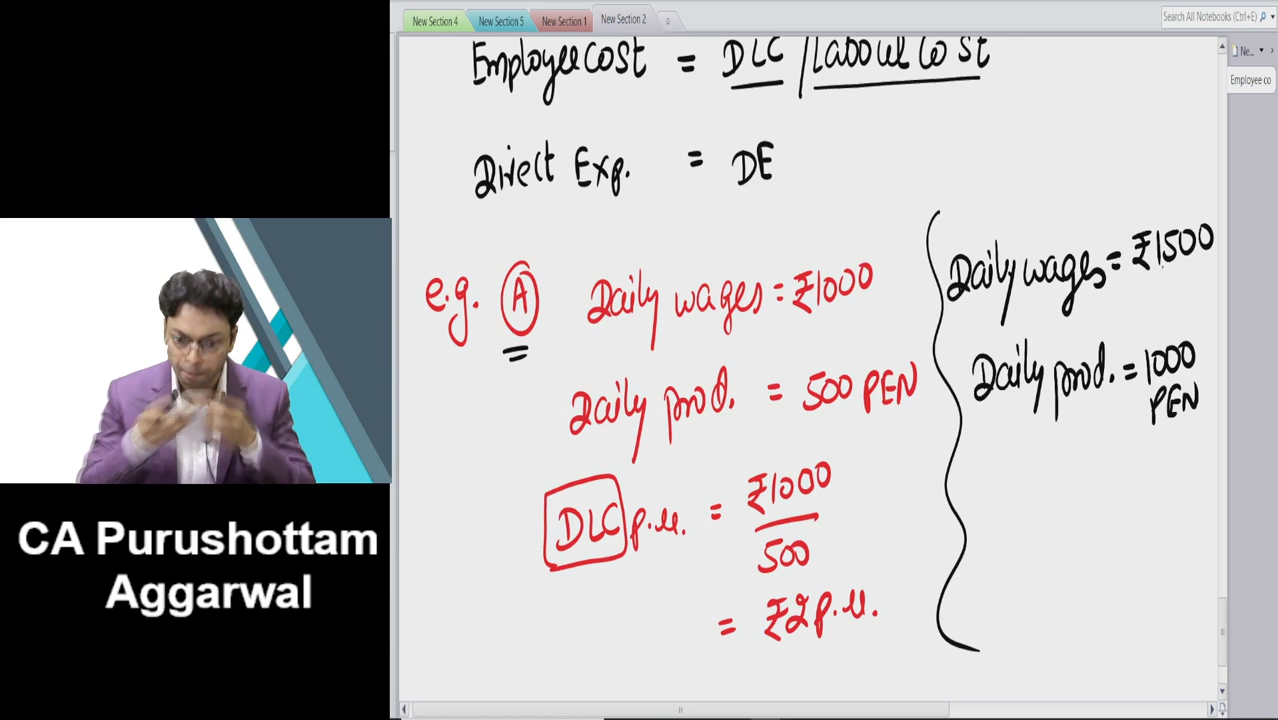 New Section 4
New Section 5
New Section 1
New Section 2
Search All Notebooks (Ctrl+E)
Ne...
Employee co
Employee cost = DLC / Labour cost
Direct Exp. = DE
e.g. A Daily wages = ₹1000
Daily prod. = 500 PEN
DLC p.u. = ₹1000
500
= ₹2 p.u.
Daily wages = ₹1500
Daily prod. = 1000
PEN
CA Purushottam
Aggarwal